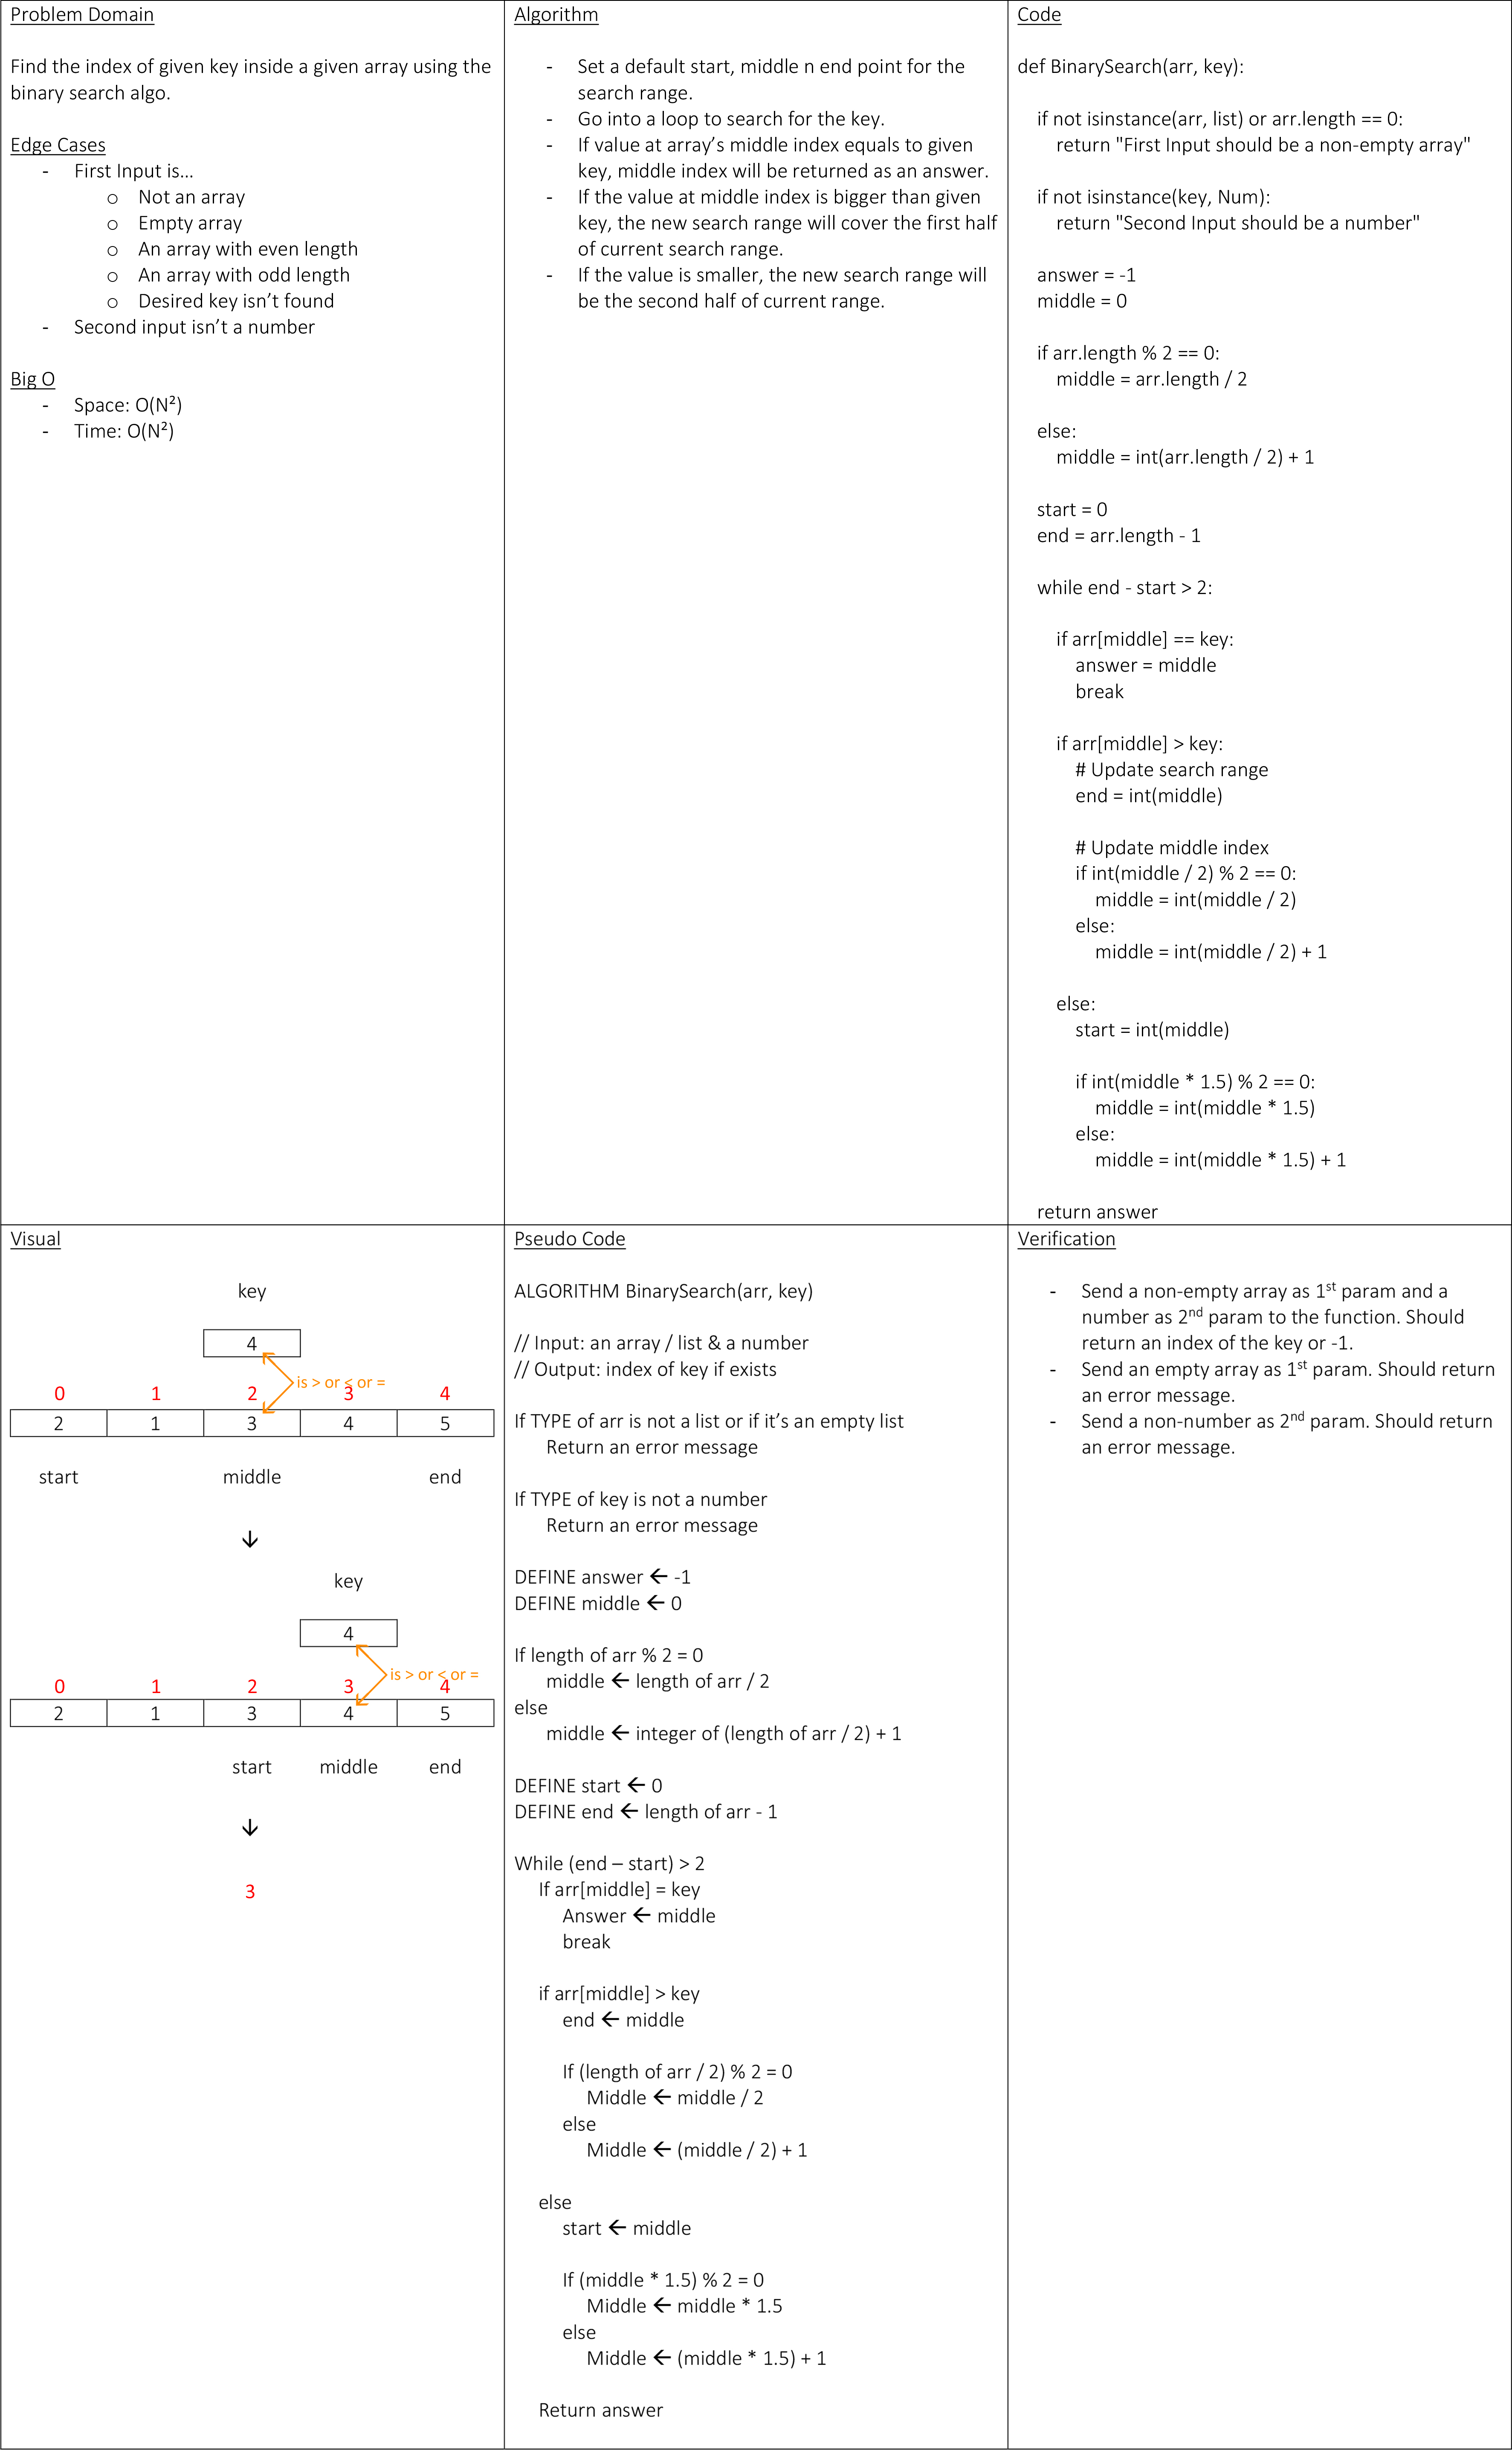 Problem Domain
Find the index of given key inside a given array using the
binary search algo.
Edge Cases
- First Input is…
o Not an array
o Empty array
o An array with even length
o An array with odd length
o Desired key isn’t found
- Second input isn’t a number
Big O
- Space: O(N²)
- Time: O(N²)
Algorithm
- Set a default start, middle n end point for the
search range.
- Go into a loop to search for the key.
- If value at array’s middle index equals to given
key, middle index will be returned as an answer.
- If the value at middle index is bigger than given
key, the new search range will cover the first half
of current search range.
- If the value is smaller, the new search range will
be the second half of current range.
Code
def BinarySearch(arr, key):
if not isinstance(arr, list) or arr.length == 0:
return "First Input should be a non-empty array"
if not isinstance(key, Num):
return "Second Input should be a number"
answer = -1
middle = 0
if arr.length % 2 == 0:
middle = arr.length / 2
else:
middle = int(arr.length / 2) + 1
start = 0
end = arr.length - 1
while end - start > 2:
if arr[middle] == key:
answer = middle
break
if arr[middle] > key:
# Update search range
end = int(middle)
# Update middle index
if int(middle / 2) % 2 == 0:
middle = int(middle / 2)
else:
middle = int(middle / 2) + 1
else:
start = int(middle)
if int(middle * 1.5) % 2 == 0:
middle = int(middle * 1.5)
else:
middle = int(middle * 1.5) + 1
return answer
Visual
key
4
is > or < or =
0 1 2 3 4
2 1 3 4 5
start middle end
↓
key
4
is > or < or =
0 1 2 3 4
2 1 3 4 5
start middle end
↓
3
Pseudo Code
ALGORITHM BinarySearch(arr, key)
// Input: an array / list & a number
// Output: index of key if exists
If TYPE of arr is not a list or if it’s an empty list
Return an error message
If TYPE of key is not a number
Return an error message
DEFINE answer ← -1
DEFINE middle ← 0
If length of arr % 2 = 0
middle ← length of arr / 2
else
middle ← integer of (length of arr / 2) + 1
DEFINE start ← 0
DEFINE end ← length of arr - 1
While (end – start) > 2
If arr[middle] = key
Answer ← middle
break
if arr[middle] > key
end ← middle
If (length of arr / 2) % 2 = 0
Middle ← middle / 2
else
Middle ← (middle / 2) + 1
else
start ← middle
If (middle * 1.5) % 2 = 0
Middle ← middle * 1.5
else
Middle ← (middle * 1.5) + 1
Return answer
Verification
- Send a non-empty array as 1st param and a
number as 2nd param to the function. Should
return an index of the key or -1.
- Send an empty array as 1st param. Should return
an error message.
- Send a non-number as 2nd param. Should return
an error message.